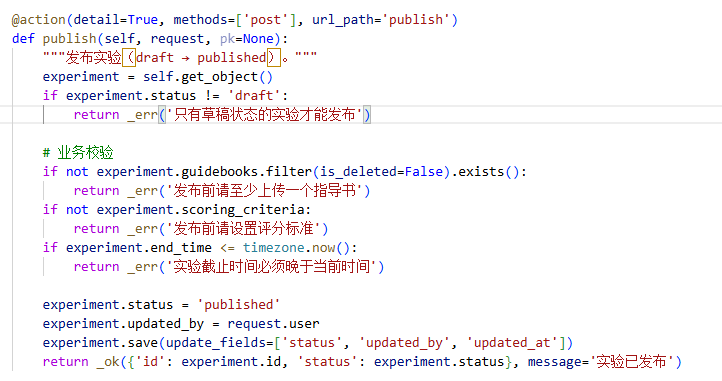 @action(detail=True, methods=['post'], url_path='publish')
def publish(self, request, pk=None):
    """发布实验（draft → published）。"""
    experiment = self.get_object()
    if experiment.status != 'draft':
        return _err('只有草稿状态的实验才能发布')

    # 业务校验
    if not experiment.guidebooks.filter(is_deleted=False).exists():
        return _err('发布前请至少上传一个指导书')
    if not experiment.scoring_criteria:
        return _err('发布前请设置评分标准')
    if experiment.end_time <= timezone.now():
        return _err('实验截止时间必须晚于当前时间')

    experiment.status = 'published'
    experiment.updated_by = request.user
    experiment.save(update_fields=['status', 'updated_by', 'updated_at'])
    return _ok({'id': experiment.id, 'status': experiment.status}, message='实验已发布')